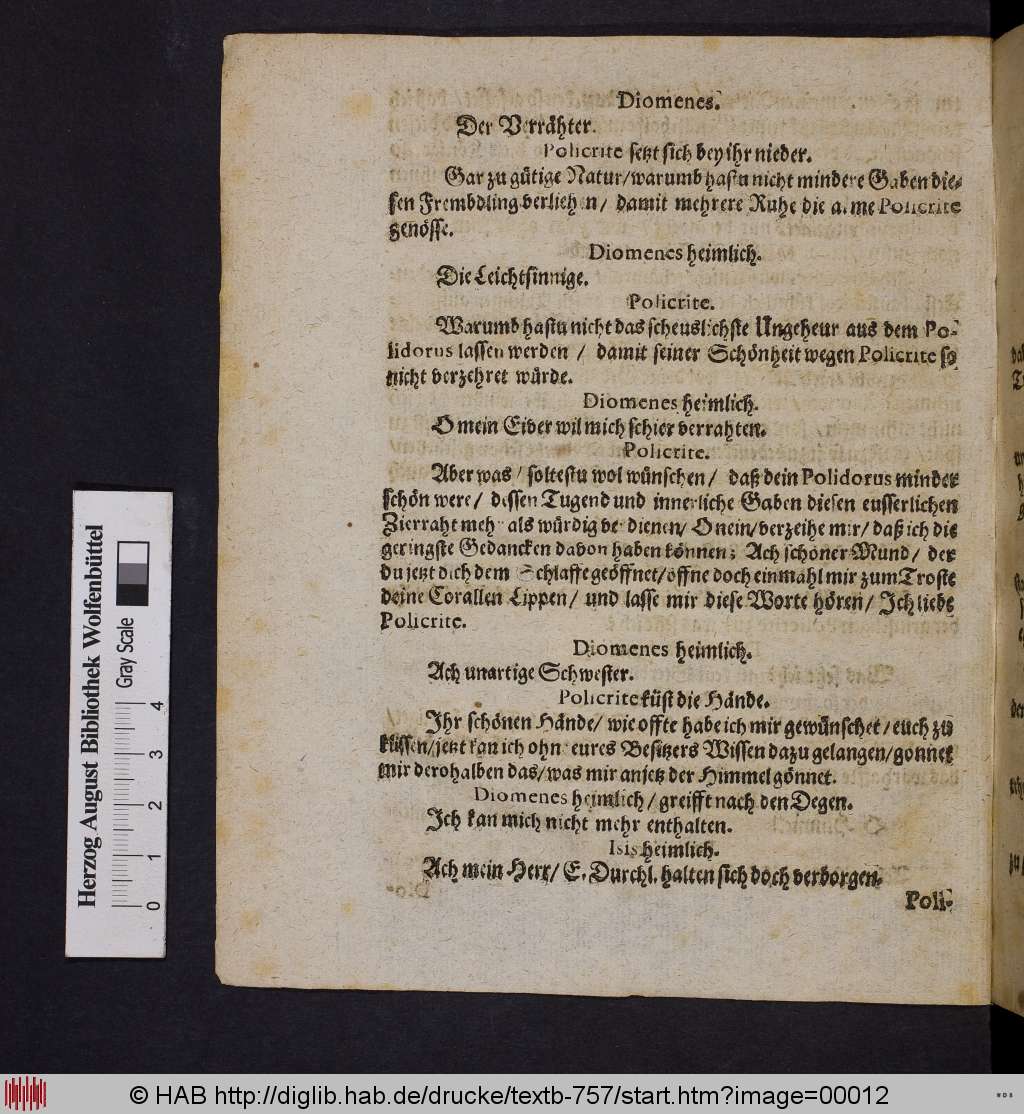 Diomenes.
Der Verrähter.
Policrite setzt sich bey ihr nieder.
Gar zu gütige Natur/warumb hastu nicht mindere Gaben die-
sen Frembdling verliehen/ damit mehrere Ruhe die arme Policrite
genösse.
Diomenes heimlich.
Die Leichtsinnige.
Policrite.
Warumb hastu nicht das scheuslichste Ungeheur aus dem Po-
lidorus lassen werden / damit seiner Schönheit wegen Policrite so
nicht verzehret würde.
Diomenes heimlich.
O mein Eiver wil mich schier verrahten.
Policrite.
Aber was / soltestu wol wünschen / daß dein Polidorus minder
schön were/ dessen Tugend und innerliche Gaben diesen eusserlichen
Zierraht mehr als würdig bedienen/ O nein/verzeihe mir/ daß ich die
geringste Gedancken davon haben können; Ach schöner Mund/ der
du jetzt dich dem Schlaffe geöffnet/öffne doch einmahl mir zum Troste
deine Corallen Lippen/ und lasse mir diese Worte hören/ Ich liebe
Policrite.
Diomenes heimlich.
Ach unartige Schwester.
Policrite küst die Hände.
Ihr schönen Hände/ wie offte habe ich mir gewünschet/euch zu
küssen/jetzt kan ich ohn eures Besitzers Wissen dazu gelangen/gonnet
mir derohalben das/was mir anjetz der Himmel gönnet.
Diomenes heimlich/ greifft nach den Degen.
Ich kan mich nicht mehr enthalten.
Isis heimlich.
Ach mein Herr/ E. Durchl. halten sich doch verborgen.
Poli-
Herzog August Bibliothek Wolfenbüttel
Gray Scale
0 1 2 3 4
© HAB http://diglib.hab.de/drucke/textb-757/start.htm?image=00012